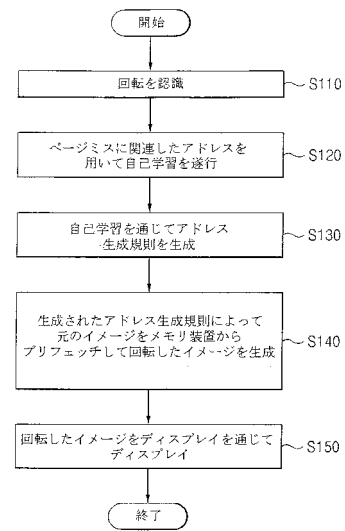 開始
回転を認識
S110
ページミスに関連したアドレスを
用いて自己学習を遂行
S120
自己学習を通じてアドレス
生成規則を生成
S130
生成されたアドレス生成規則によって
元のイメージをメモリ装置から
プリフェッチして回転したイメージを生成
S140
回転したイメージをディスプレイを通じて
ディスプレイ
S150
終了